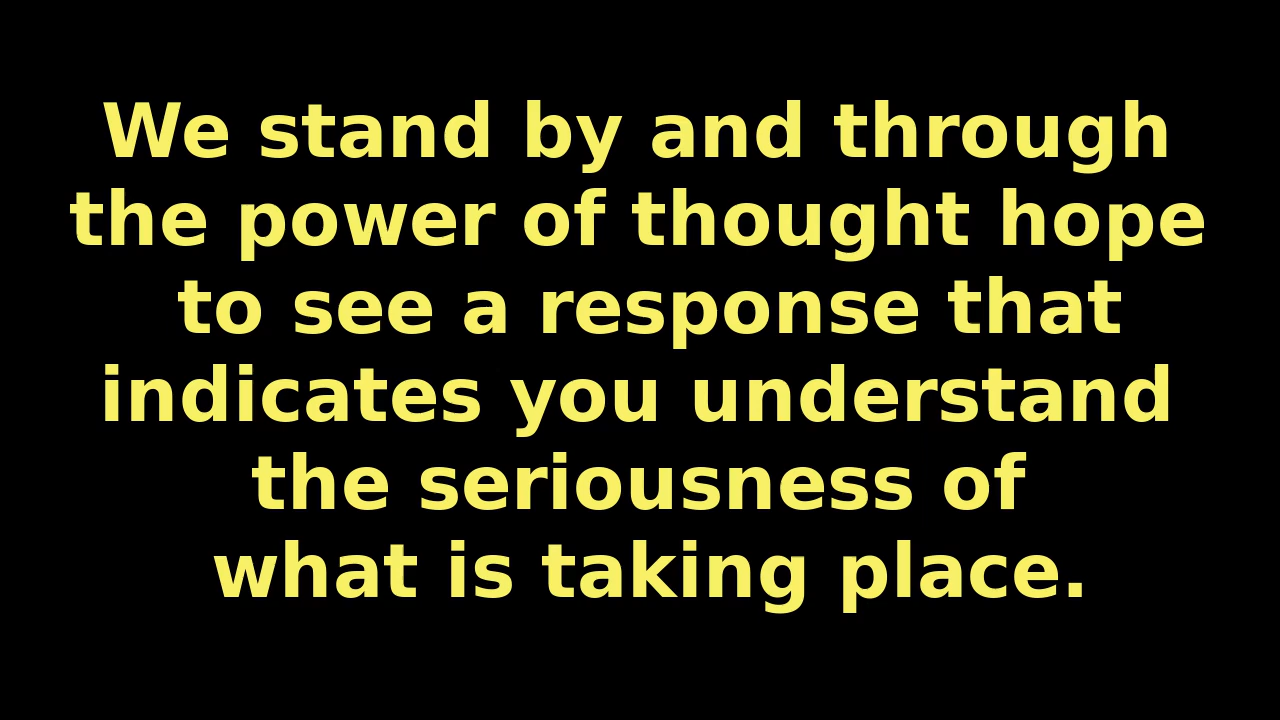 We stand by and through
the power of thought hope
to see a response that
indicates you understand
the seriousness of
what is taking place.